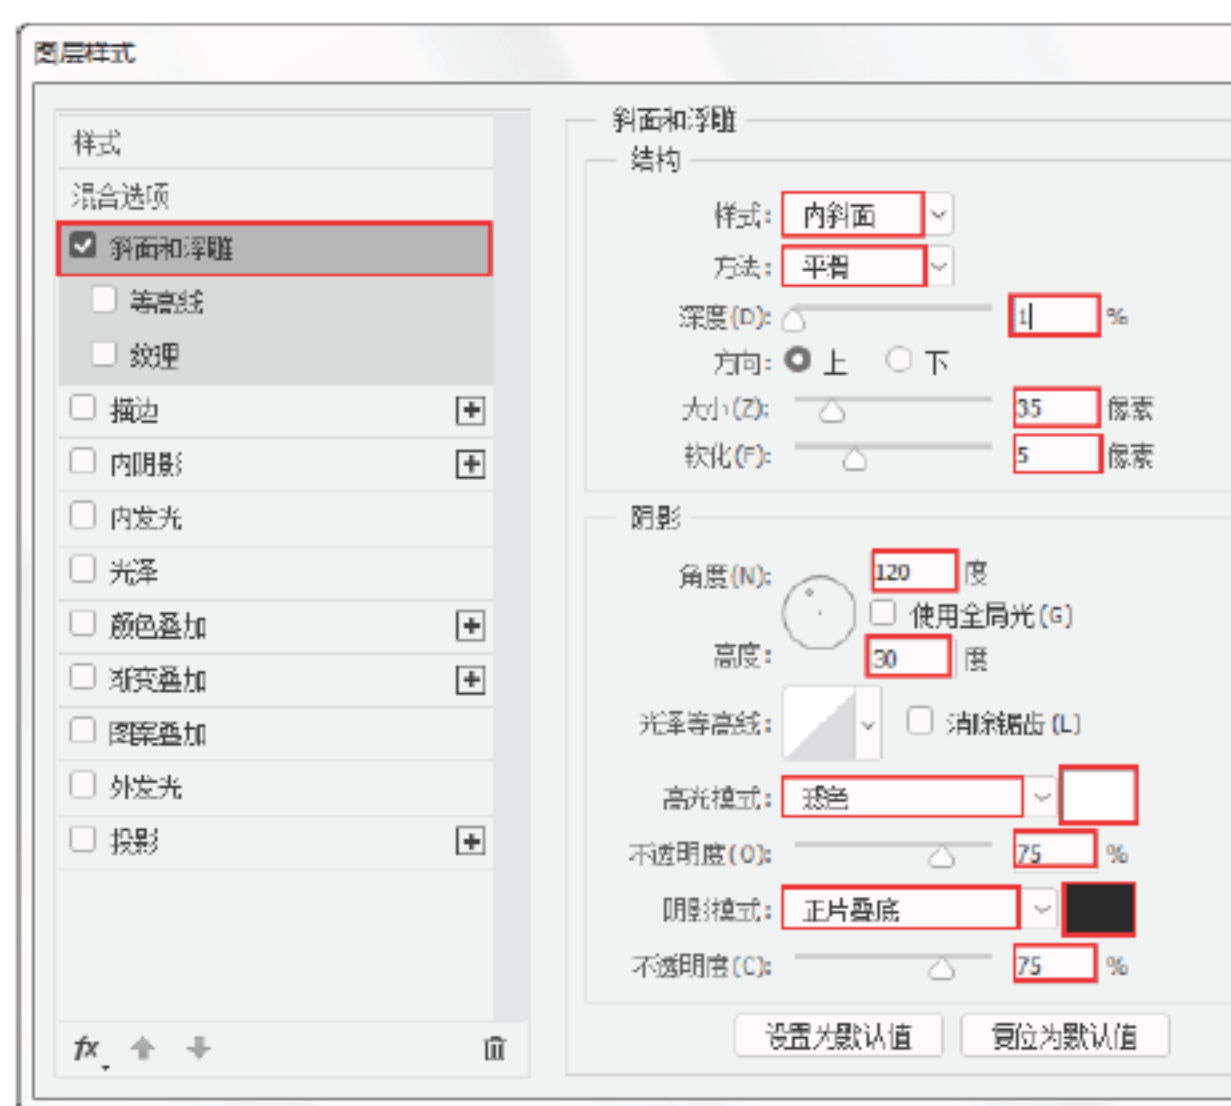 图层样式
样式
混合选项
斜面和浮雕
等高线
纹理
描边
内阴影
内发光
光泽
颜色叠加
渐变叠加
图案叠加
外发光
投影
fx
斜面和浮雕
结构
样式: 内斜面
方法: 平滑
深度(D): 1 %
方向: 上 下
大小(Z): 35 像素
软化(F): 5 像素
阴影
角度(N): 120 度
使用全局光(G)
高度: 30 度
光泽等高线: 消除锯齿(L)
高光模式: 滤色
不透明度(O): 75 %
阴影模式: 正片叠底
不透明度(C): 75 %
设置为默认值 复位为默认值